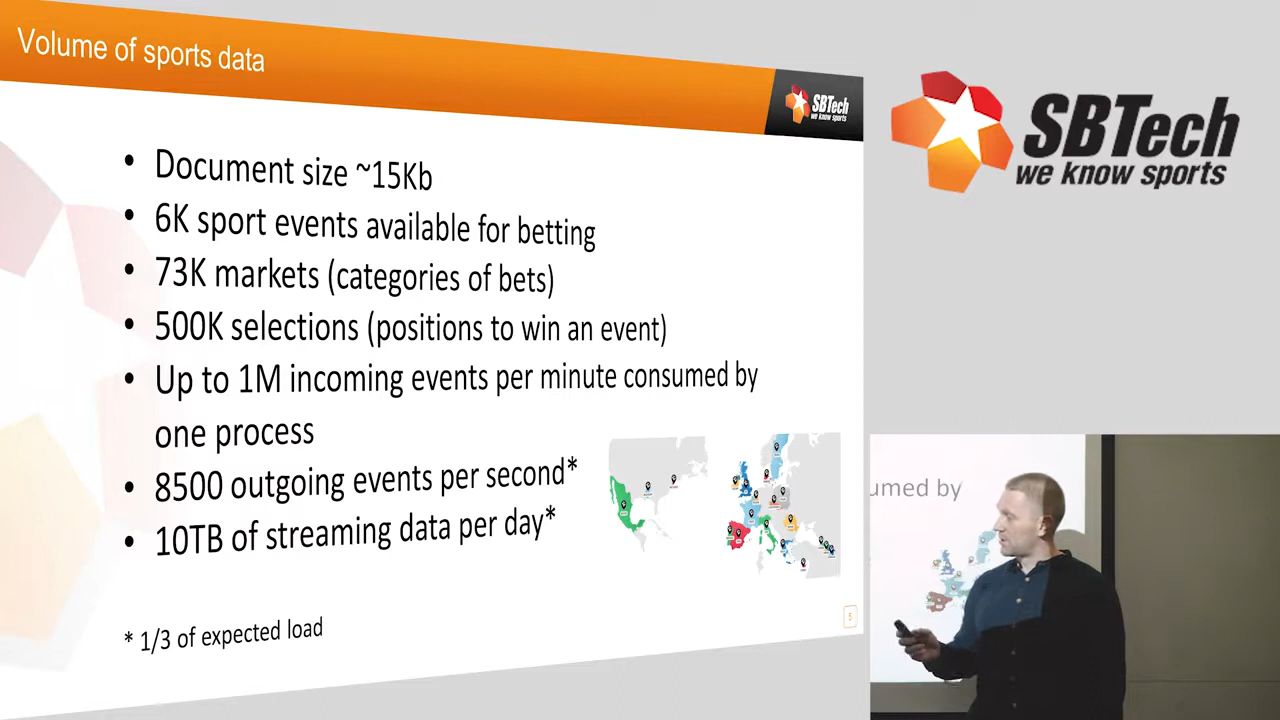 Volume of sports data
SBTech
we know sports
• Document size ~15Kb
• 6K sport events available for betting
• 73K markets (categories of bets)
• 500K selections (positions to win an event)
• Up to 1M incoming events per minute consumed by
one process
• 8500 outgoing events per second*
• 10TB of streaming data per day*
* 1/3 of expected load
5
SBTech
we know sports
umed by